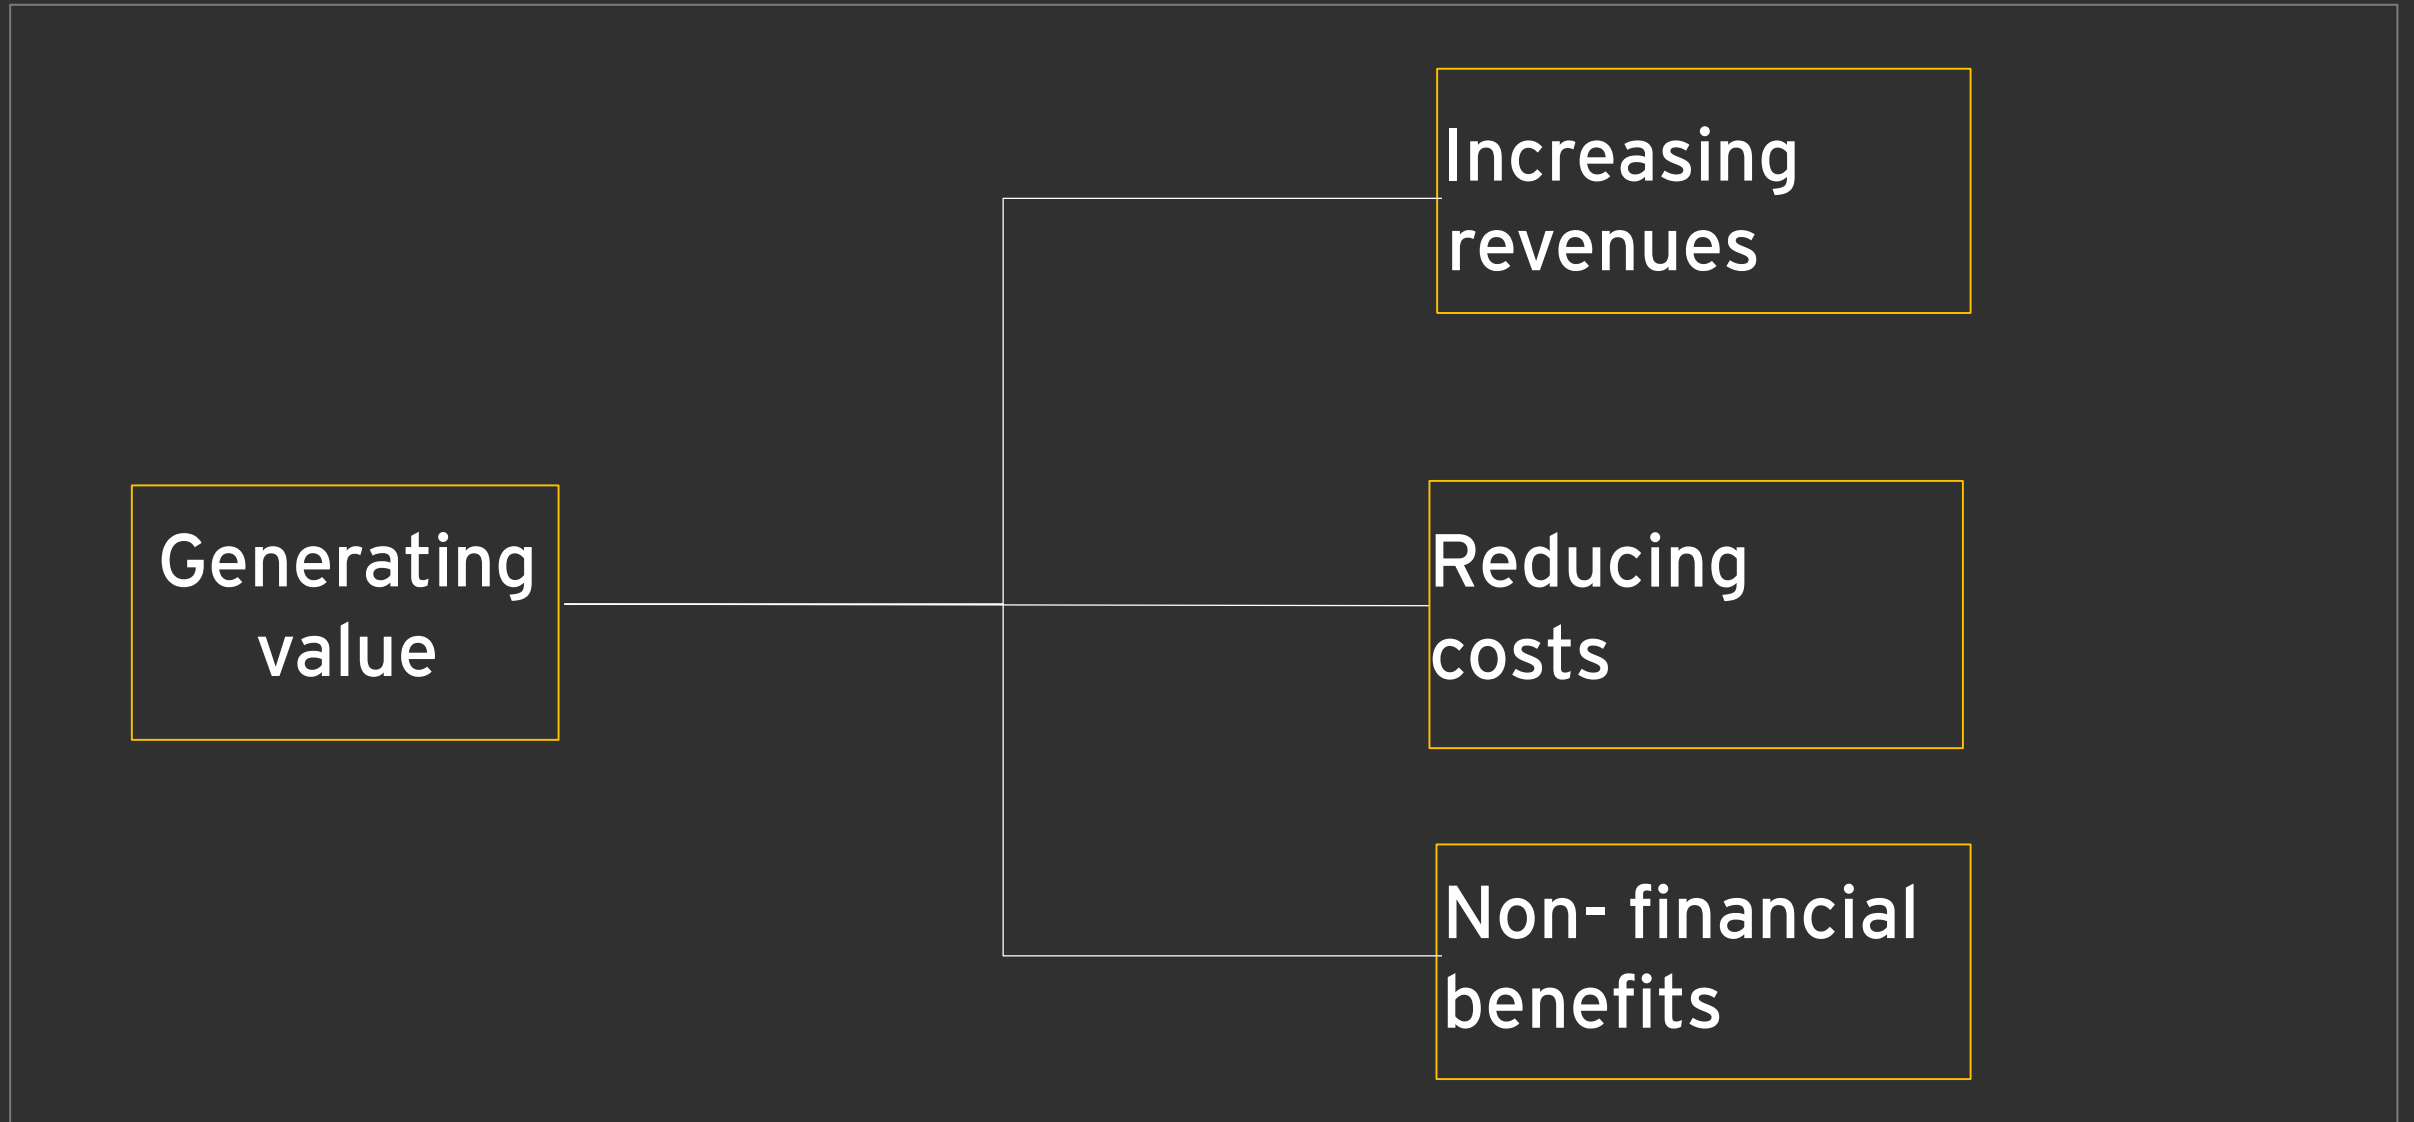 Increasing
revenues
Generating
value
Reducing
costs
Non- financial
benefits